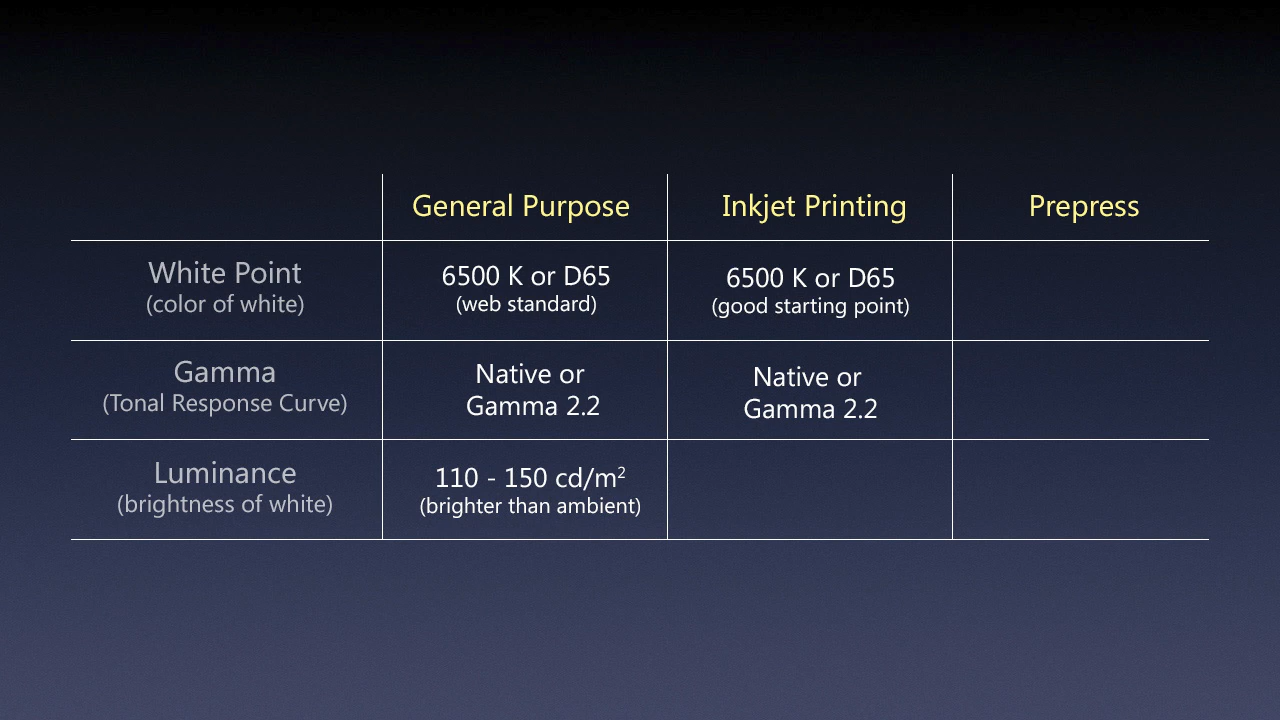 General Purpose Inkjet Printing Prepress
White Point 6500 K or D65 6500 K or D65
(color of white) (web standard) (good starting point)
Gamma Native or Native or
(Tonal Response Curve) Gamma 2.2 Gamma 2.2
Luminance 110 - 150 cd/m²
(brightness of white) (brighter than ambient)